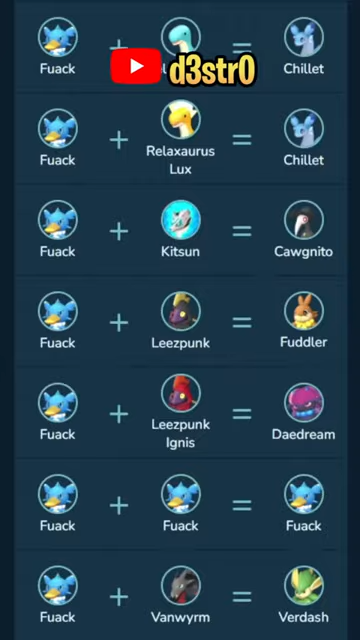 d3str0
Fuack + = Chillet
Fuack + Relaxaurus = Chillet
Lux
Fuack + Kitsun = Cawgnito
Fuack + Leezpunk = Fuddler
Fuack + Leezpunk = Daedream
Ignis
Fuack + Fuack = Fuack
Fuack + Vanwyrm = Verdash